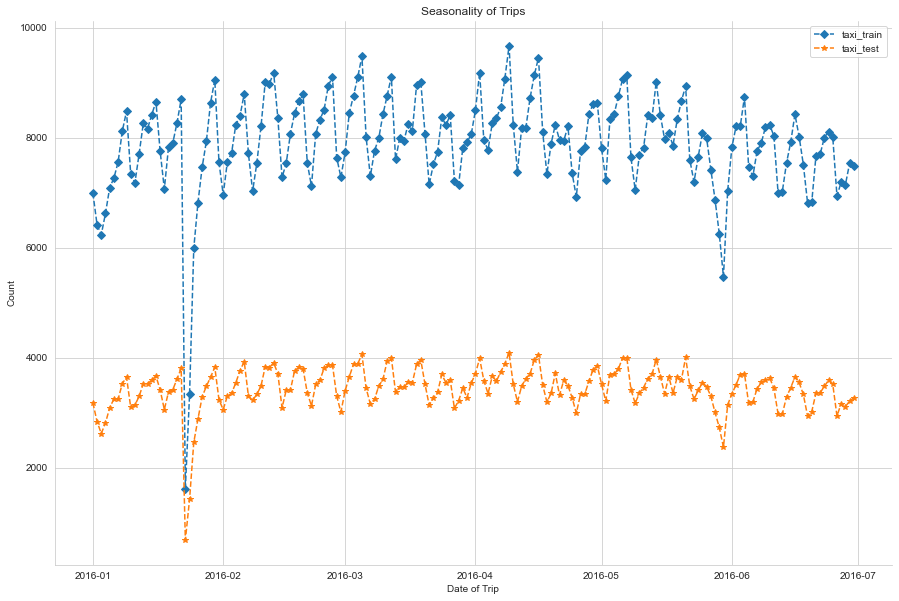 Seasonality of Trips
taxi_train
taxi_test
10000
8000
6000
4000
2000
Count
2016-01 2016-02 2016-03 2016-04 2016-05 2016-06 2016-07
Date of Trip